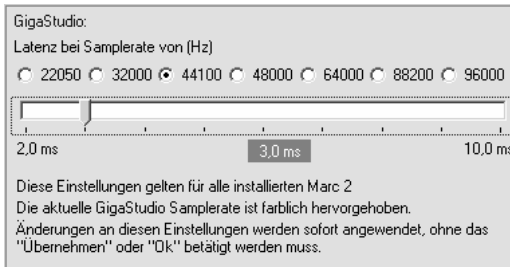 GigaStudio:
Latenz bei Samplerate von (Hz)
22050 32000 44100 48000 64000 88200 96000
2,0 ms 3,0 ms 10,0 ms
Diese Einstellungen gelten für alle installierten Marc 2
Die aktuelle GigaStudio Samplerate ist farblich hervorgehoben.
Änderungen an diesen Einstellungen werden sofort angewendet, ohne das
"Übernehmen" oder "Ok" betätigt werden muss.